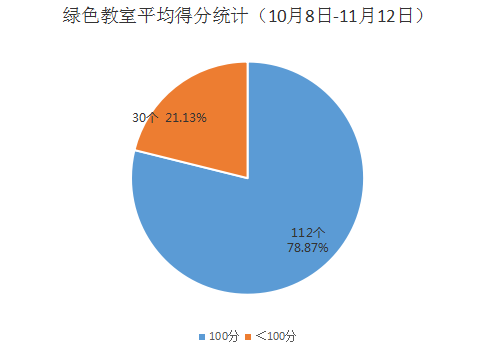 绿色教室平均得分统计（10月8日-11月12日）
30个 21.13%
112个
78.87%
100分 ＜100分